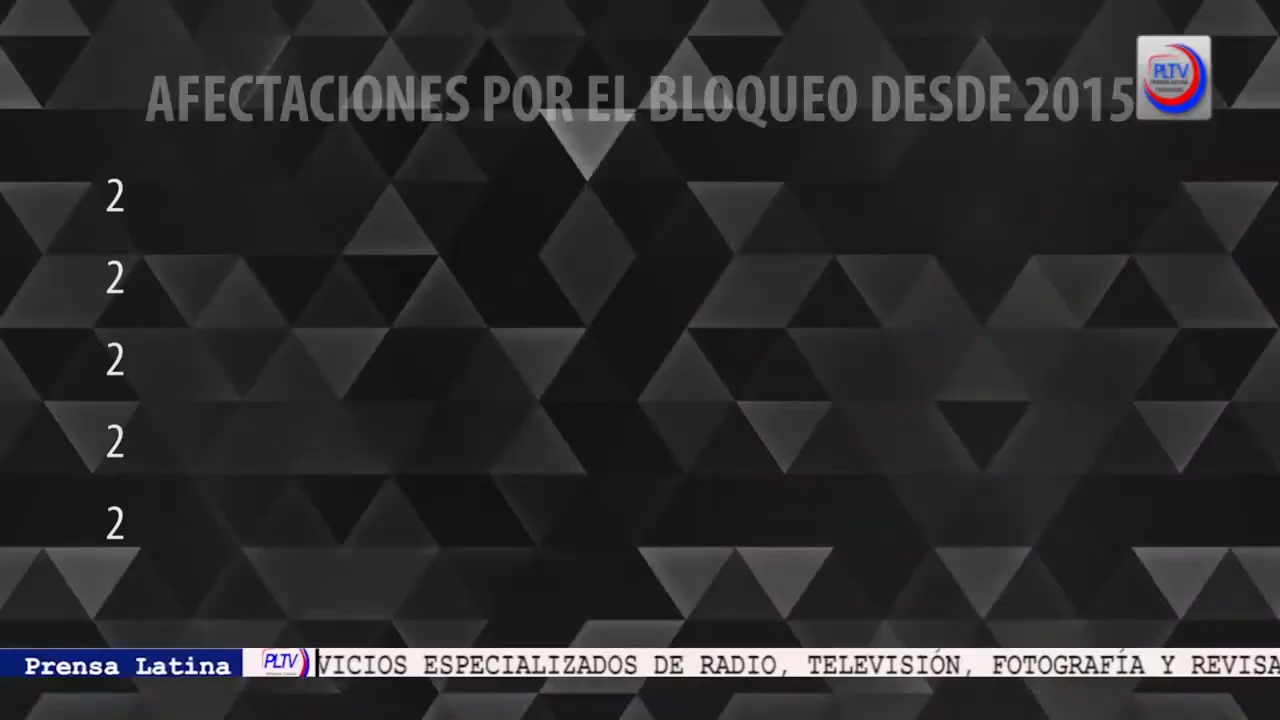 AFECTACIONES POR EL BLOQUEO DESDE 2015
PLTV
2
2
2
2
2
Prensa Latina PLTV VICIOS ESPECIALIZADOS DE RADIO, TELEVISIÓN, FOTOGRAFÍA Y REVISA